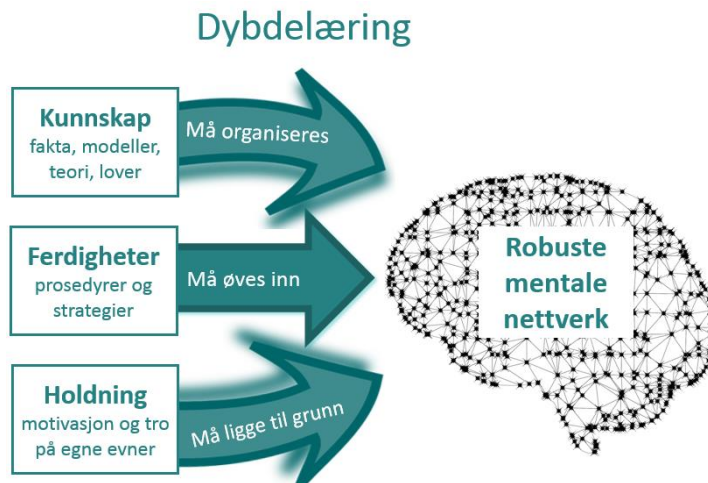 Dybdelæring
Kunnskap
fakta, modeller,
teori, lover
Må organiseres
Ferdigheter
prosedyrer og
strategier
Må øves inn
Holdning
motivasjon og tro
på egne evner
Må ligge til grunn
Robuste
mentale
nettverk